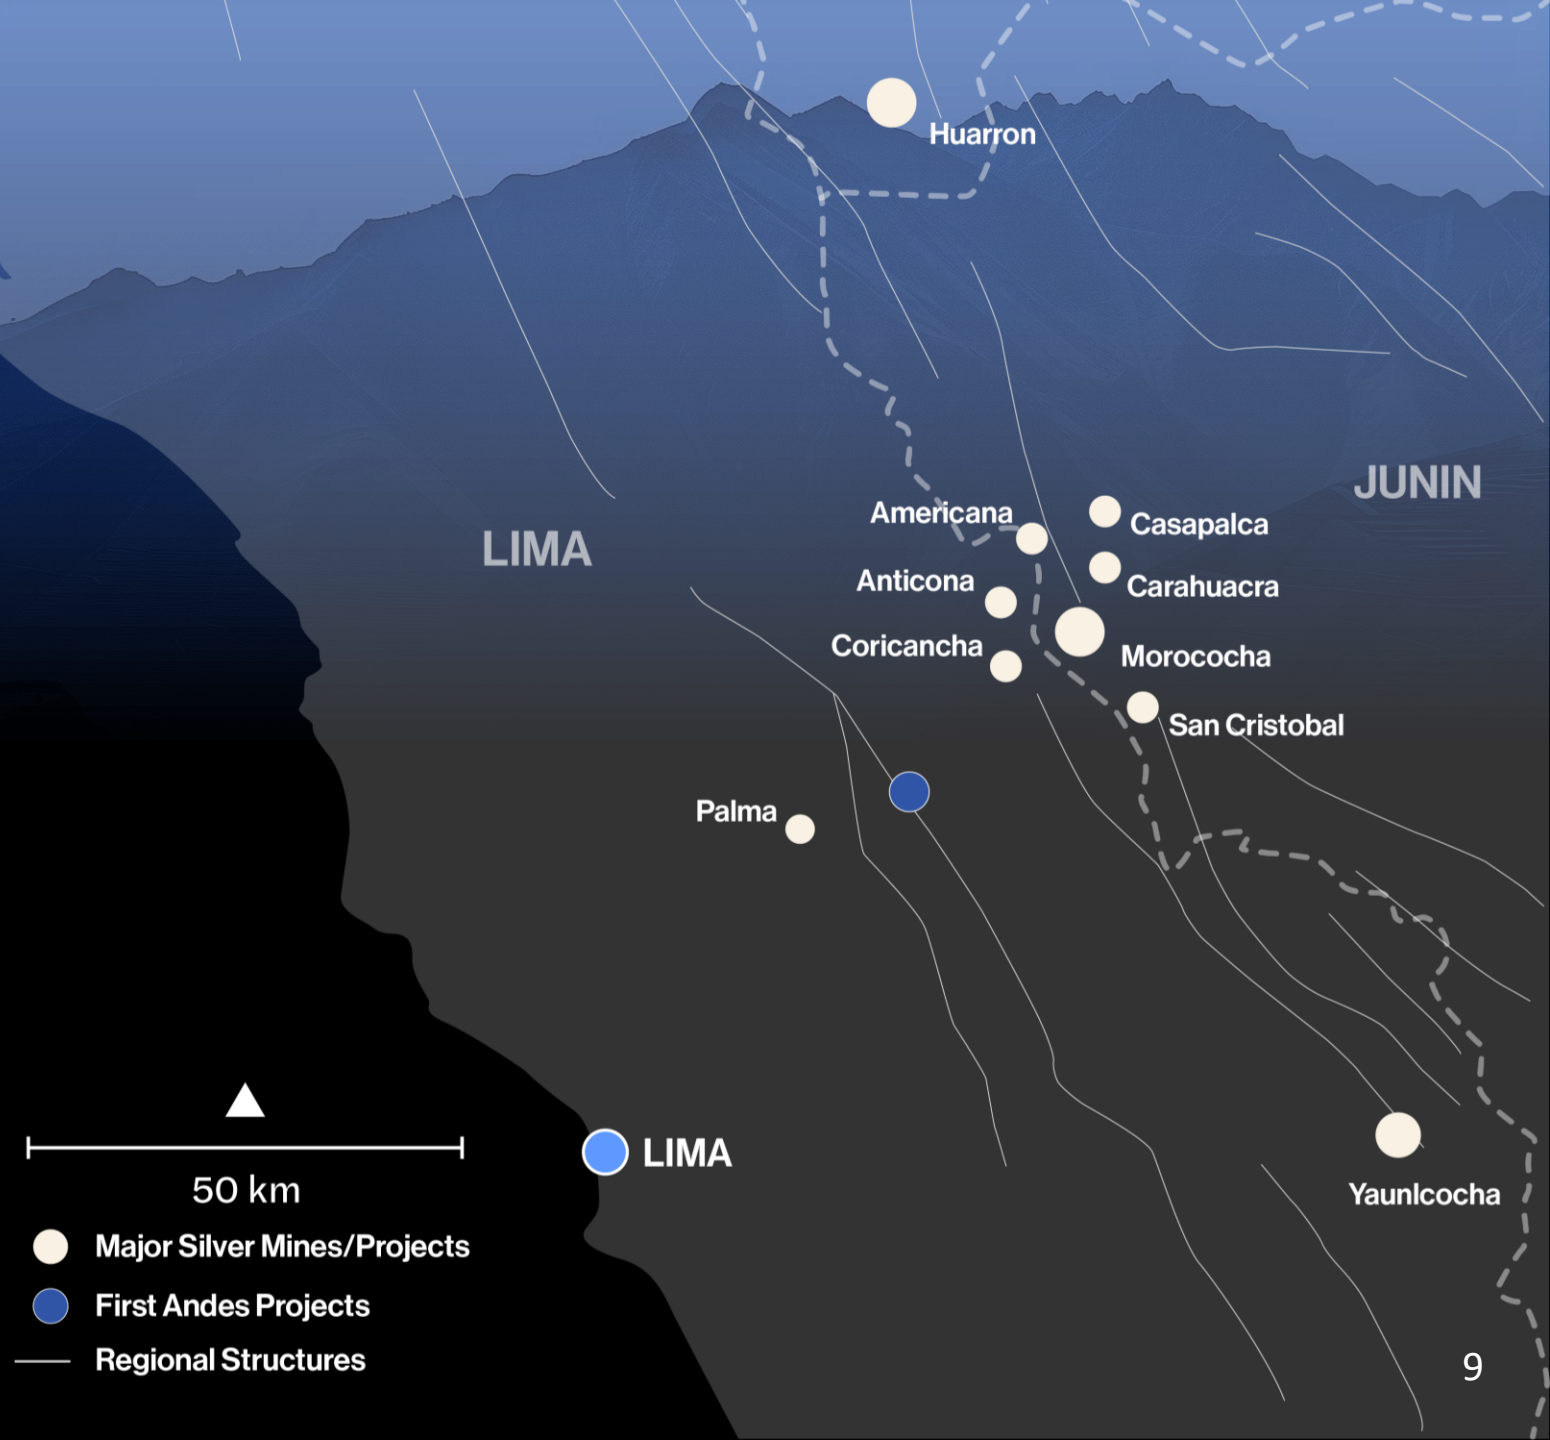 Huarron
JUNIN
Americana
Casapalca
LIMA
Anticona
Carahuacra
Coricancha
Morococha
San Cristobal
Palma
LIMA
50 km
Yaunlcocha
Major Silver Mines/Projects
First Andes Projects
Regional Structures
9